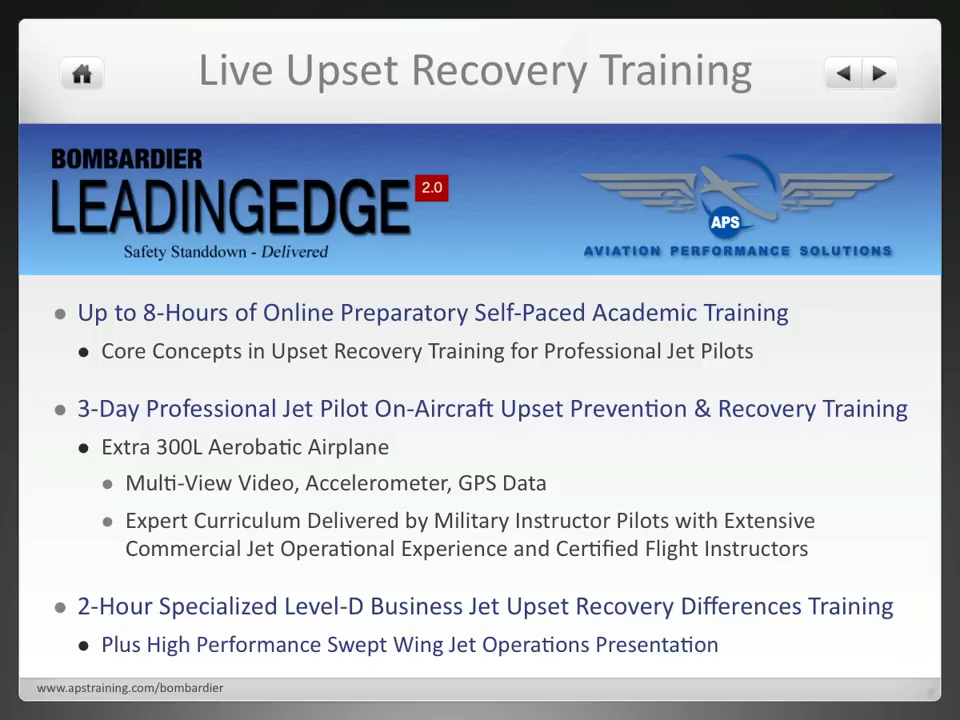 Live Upset Recovery Training
BOMBARDIER
LEADINGEDGE 2.0
Safety Standdown - Delivered
APS
AVIATION PERFORMANCE SOLUTIONS
Up to 8-Hours of Online Preparatory Self-Paced Academic Training
Core Concepts in Upset Recovery Training for Professional Jet Pilots
3-Day Professional Jet Pilot On-Aircraft Upset Prevention & Recovery Training
Extra 300L Aerobatic Airplane
Multi-View Video, Accelerometer, GPS Data
Expert Curriculum Delivered by Military Instructor Pilots with Extensive
Commercial Jet Operational Experience and Certified Flight Instructors
2-Hour Specialized Level-D Business Jet Upset Recovery Differences Training
Plus High Performance Swept Wing Jet Operations Presentation
www.apstraining.com/bombardier